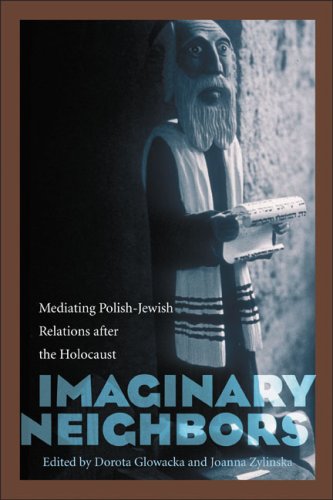 Mediating Polish-Jewish
Relations after
the Holocaust
IMAGINARY
NEIGHBORS
Edited by Dorota Glowacka and Joanna Zylinska